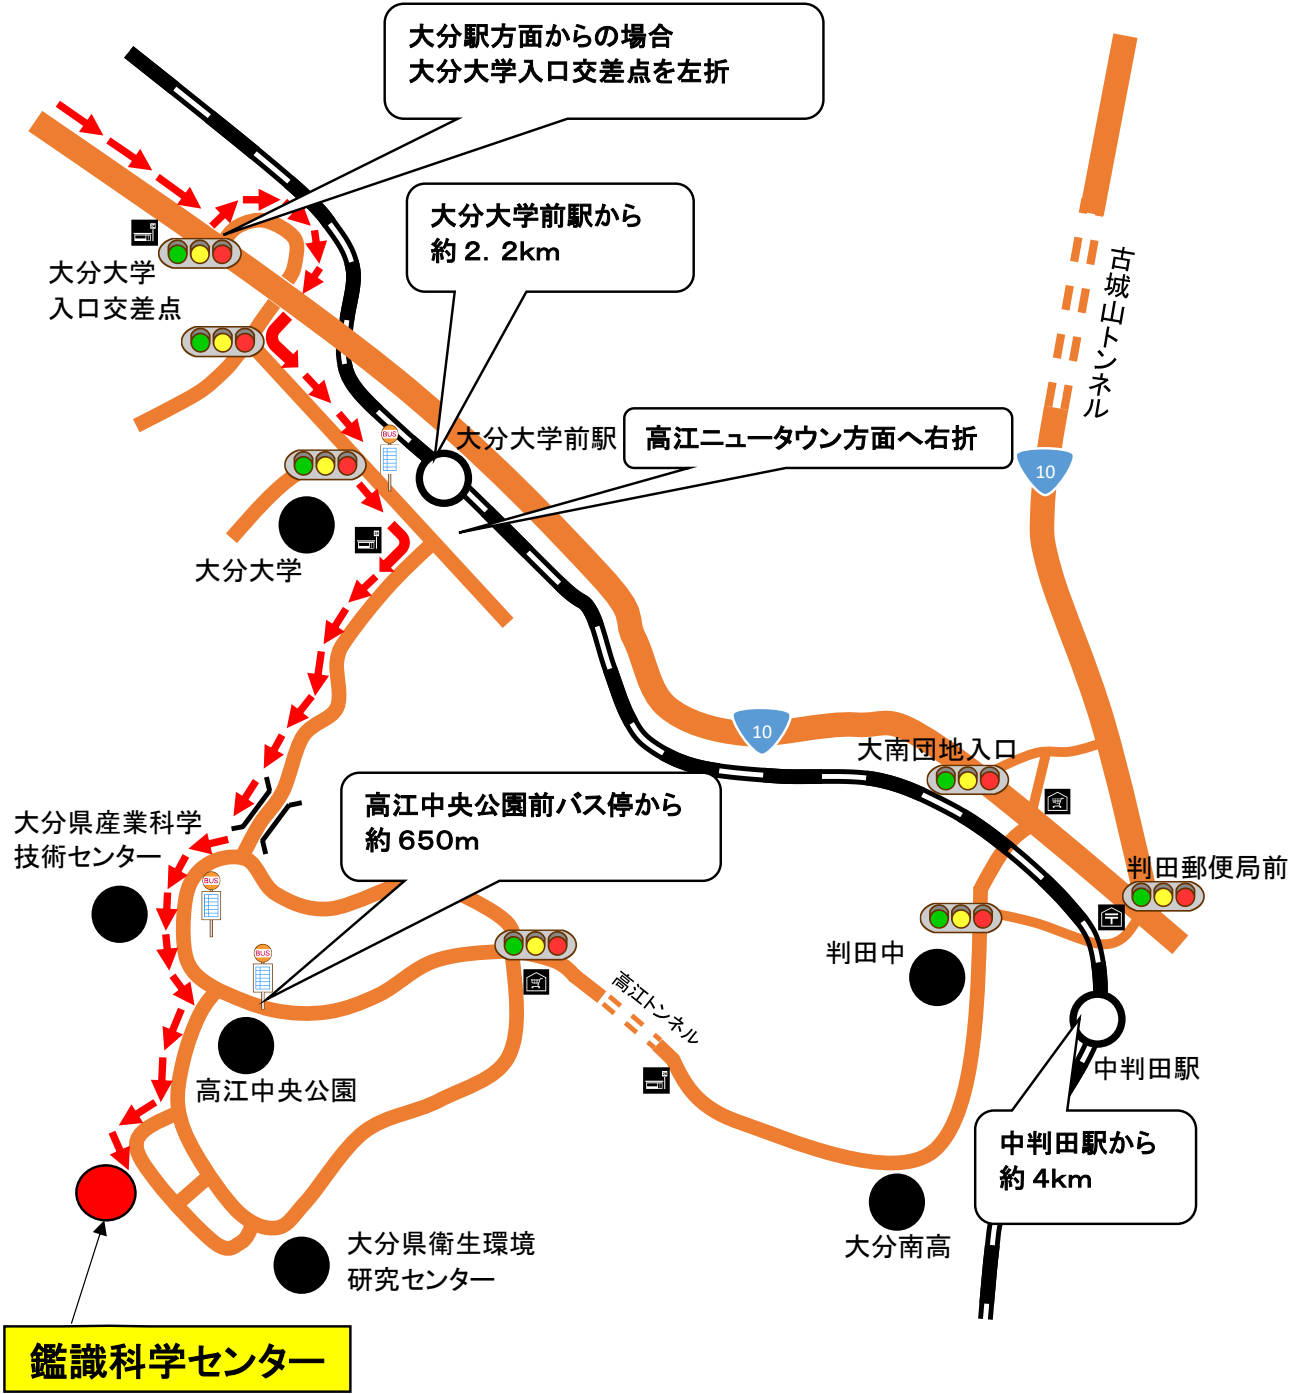 大分駅方面からの場合
大分大学入口交差点を左折
大分大学前駅から
約２．２km
大分大学
入口交差点
古城山トンネル
BUS
大分大学前駅
高江ニュータウン方面へ右折
10
大分大学
10
大南団地入口
高江中央公園前バス停から
約 650m
大分県産業科学
技術センター
BUS
判田郵便局前
判田中
BUS
高江トンネル
高江中央公園
中判田駅
中判田駅から
約 4km
大分南高
大分県衛生環境
研究センター
鑑識科学センター